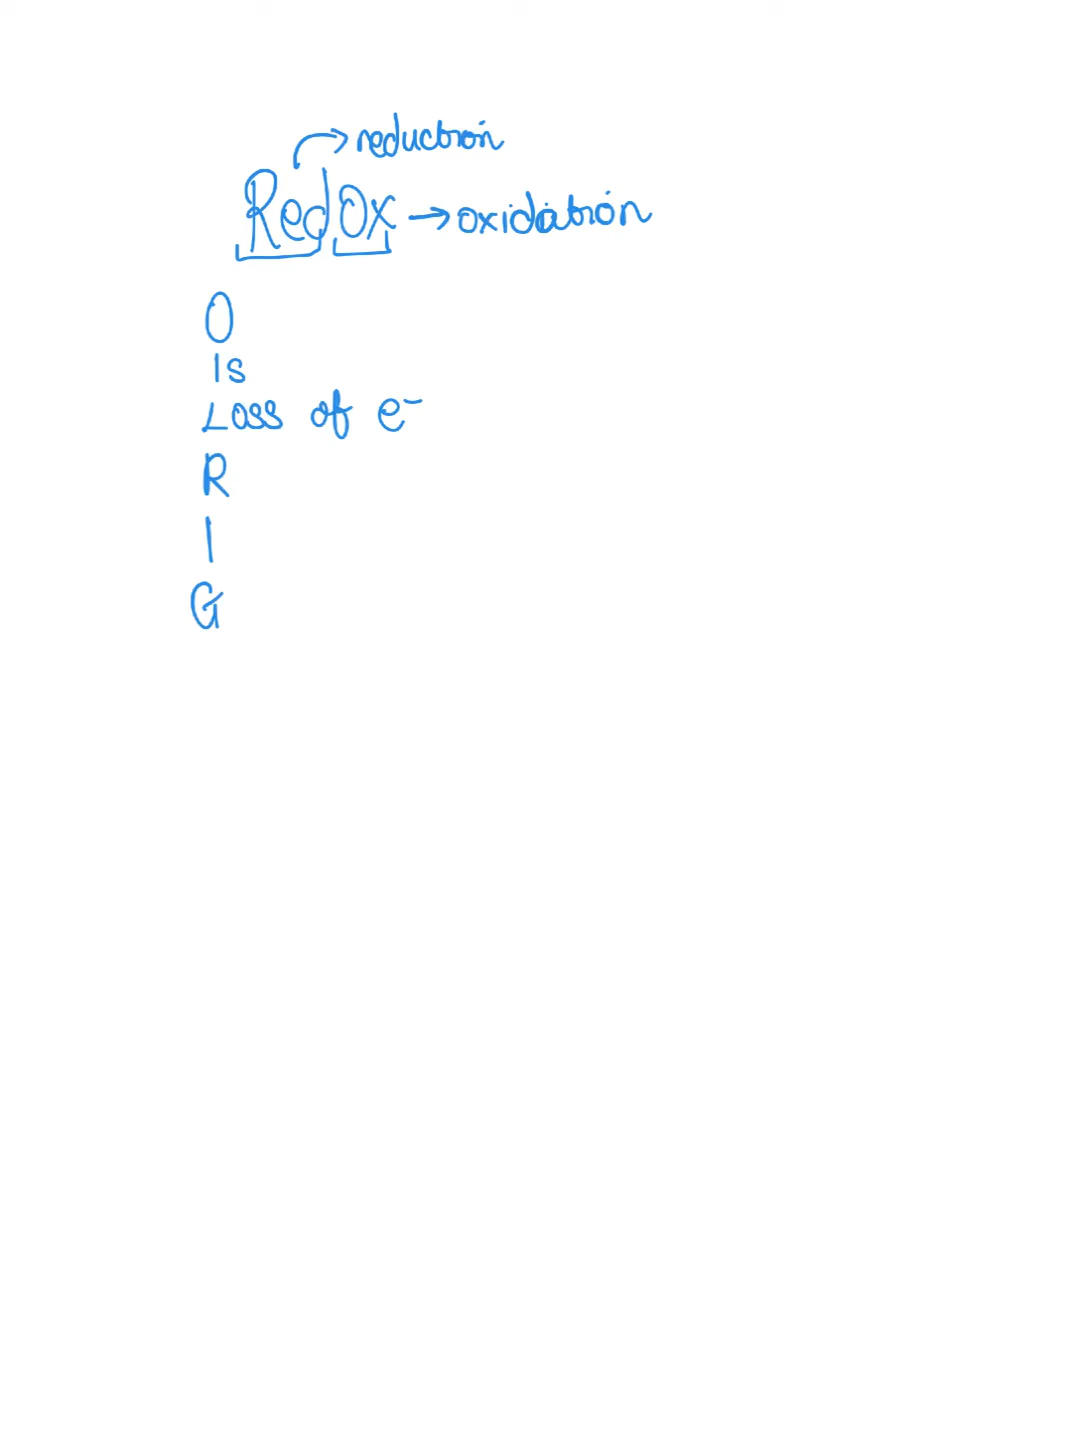 → reduction
RedOx → oxidation
O
Is
Loss of e⁻
R
I
G